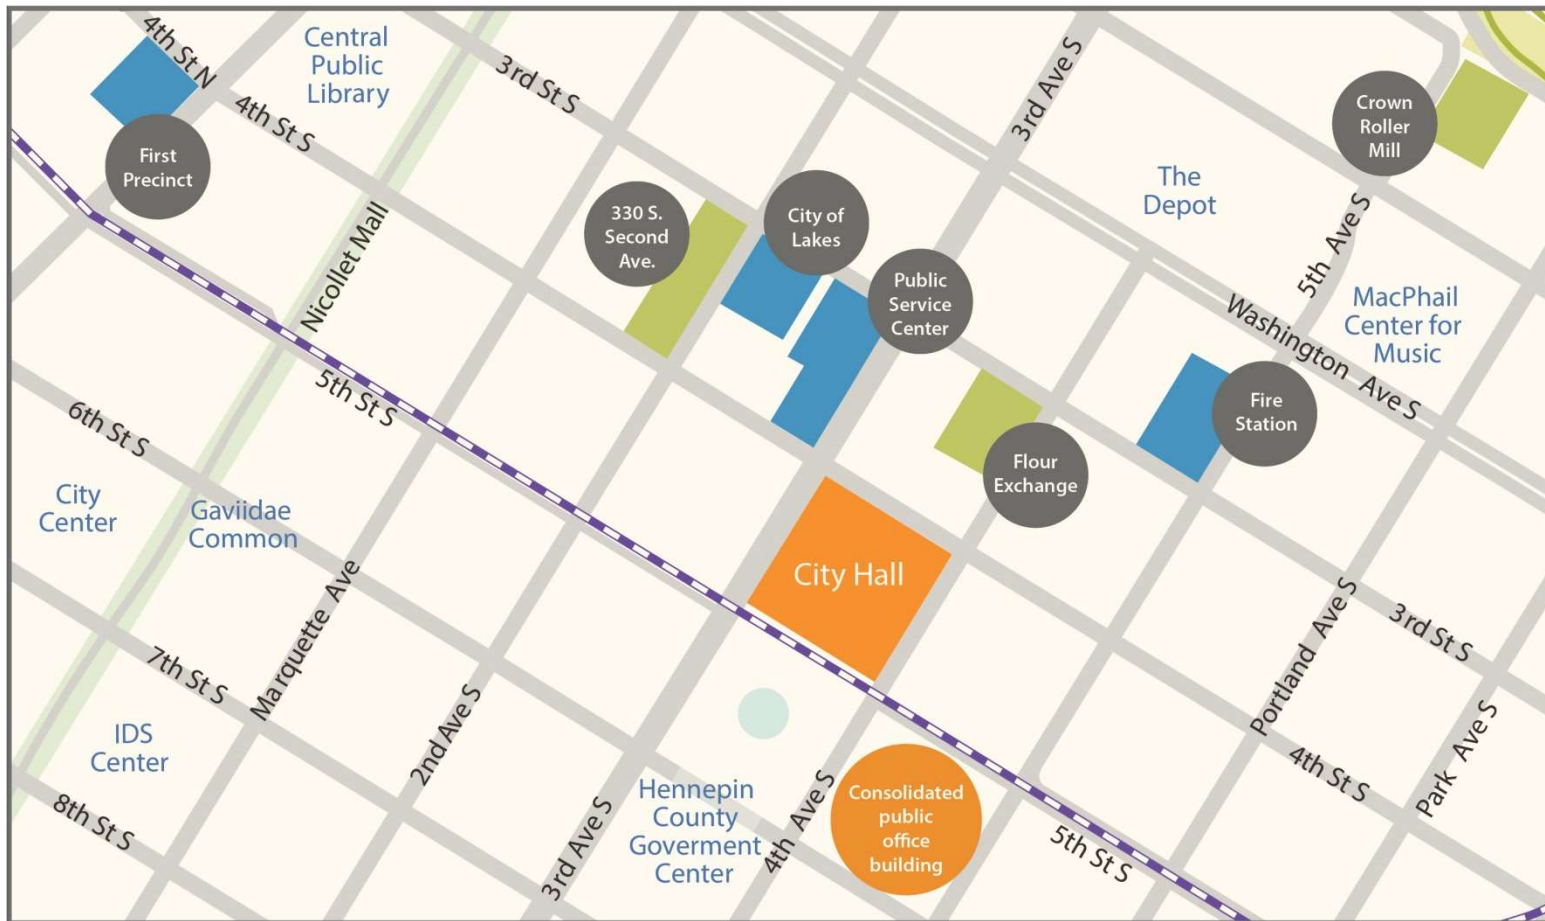 4th St N
Central
Public
Library
4th St S
3rd St S
3rd Ave S
Crown
Roller
Mill
First
Precinct
Nicollet Mall
330 S.
Second
Ave.
City of
Lakes
Public
Service
Center
The
Depot
5th Ave S
MacPhail
Center for
Music
Washington Ave S
Fire
Station
Flour
Exchange
5th St S
6th St S
City
Center
Gaviidae
Common
City Hall
Marquette Ave
7th St S
IDS
Center
8th St S
2nd Ave S
3rd Ave S
Hennepin
County
Goverment
Center
4th Ave S
Consolidated
public
office
building
5th St S
Portland Ave S
3rd St S
4th St S
Park Ave S